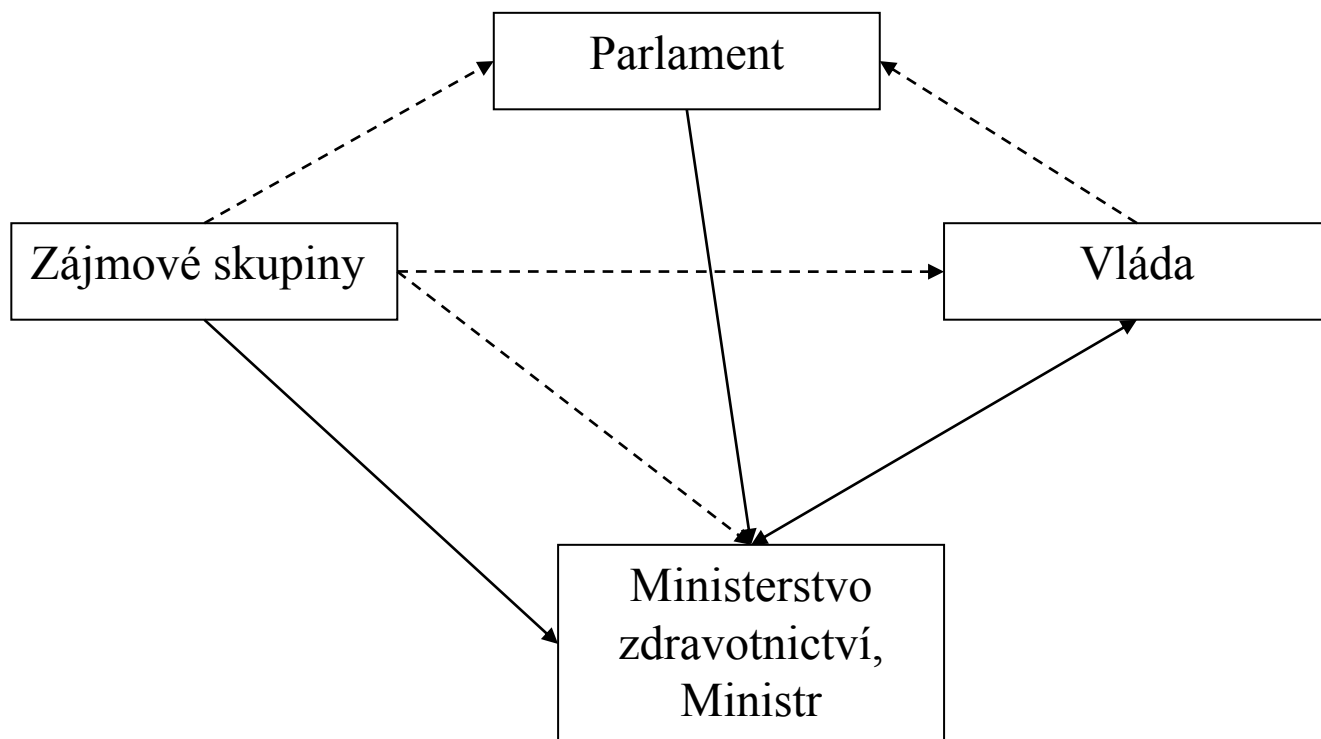 Parlament
Zájmové skupiny
Vláda
Ministerstvo
zdravotnictví,
Ministr